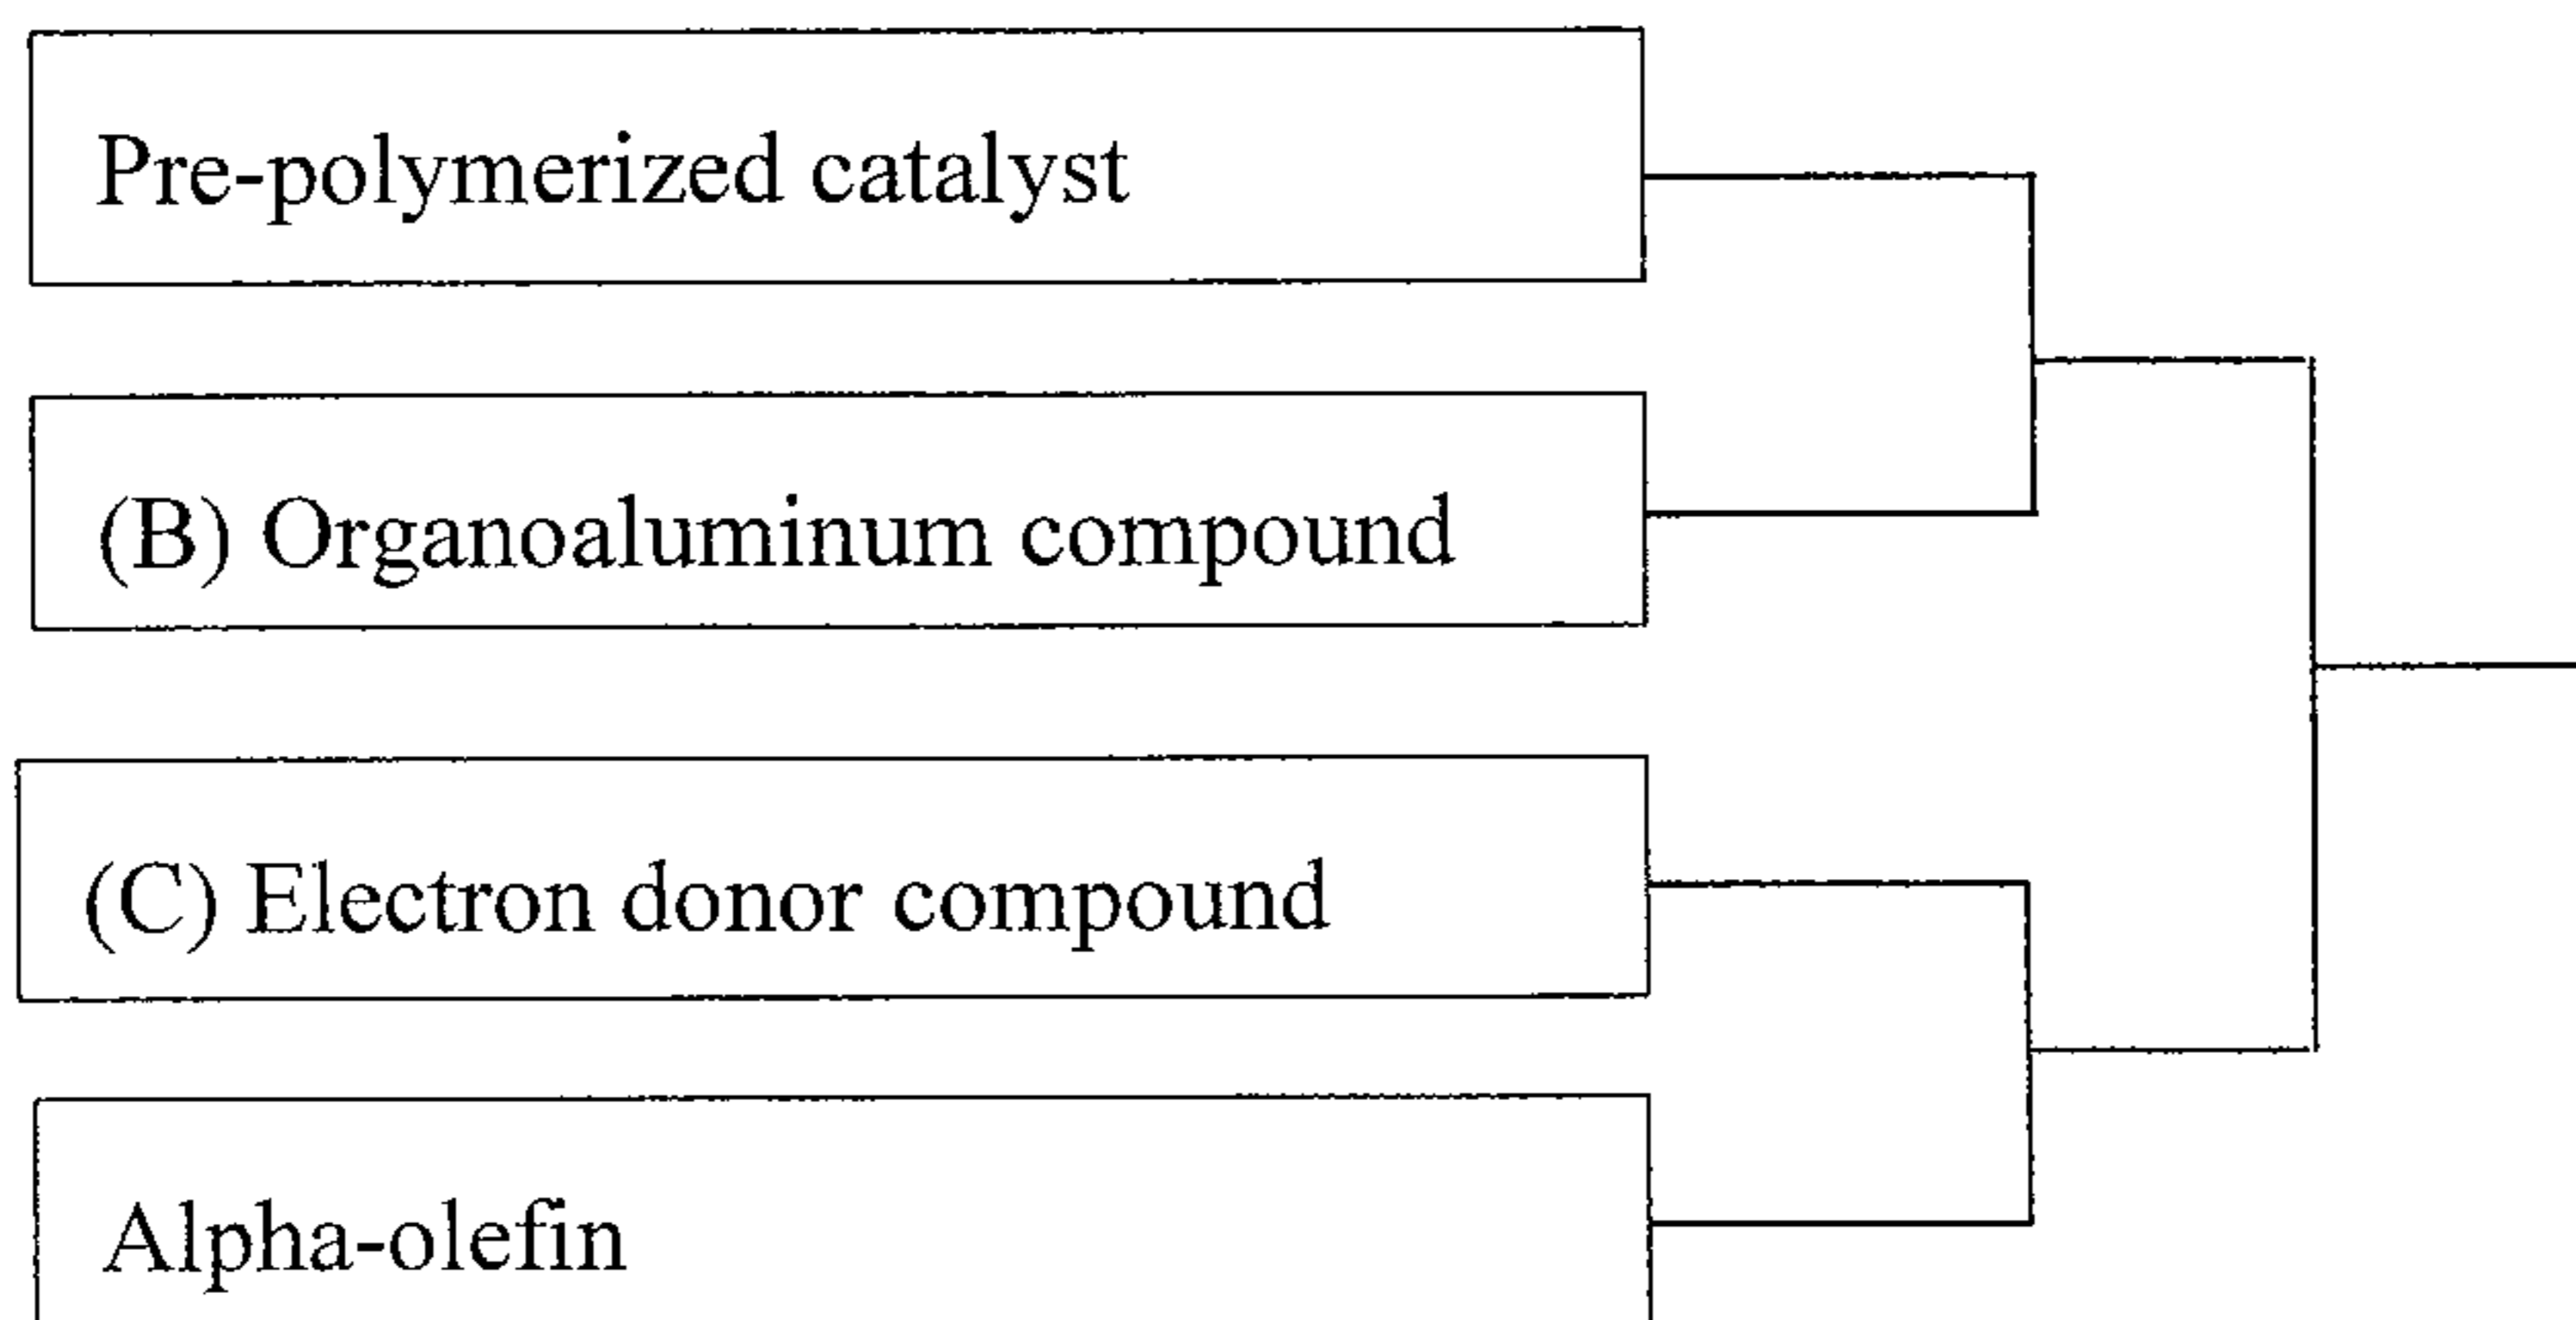 Pre-polymerized catalyst
(B) Organoaluminum compound
(C) Electron donor compound
Alpha-olefin